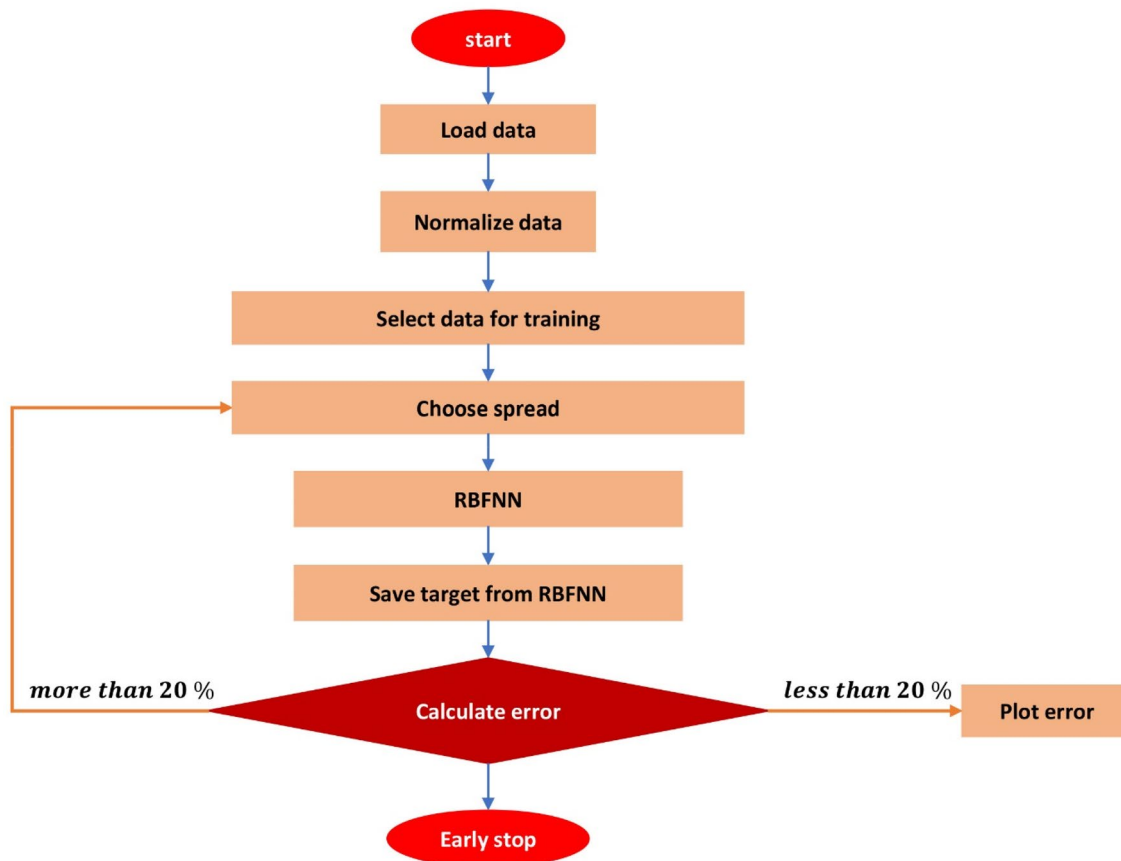 start
Load data
Normalize data
Select data for training
Choose spread
RBFNN
Save target from RBFNN
more than 20 %
Calculate error
less than 20 %
Plot error
Early stop